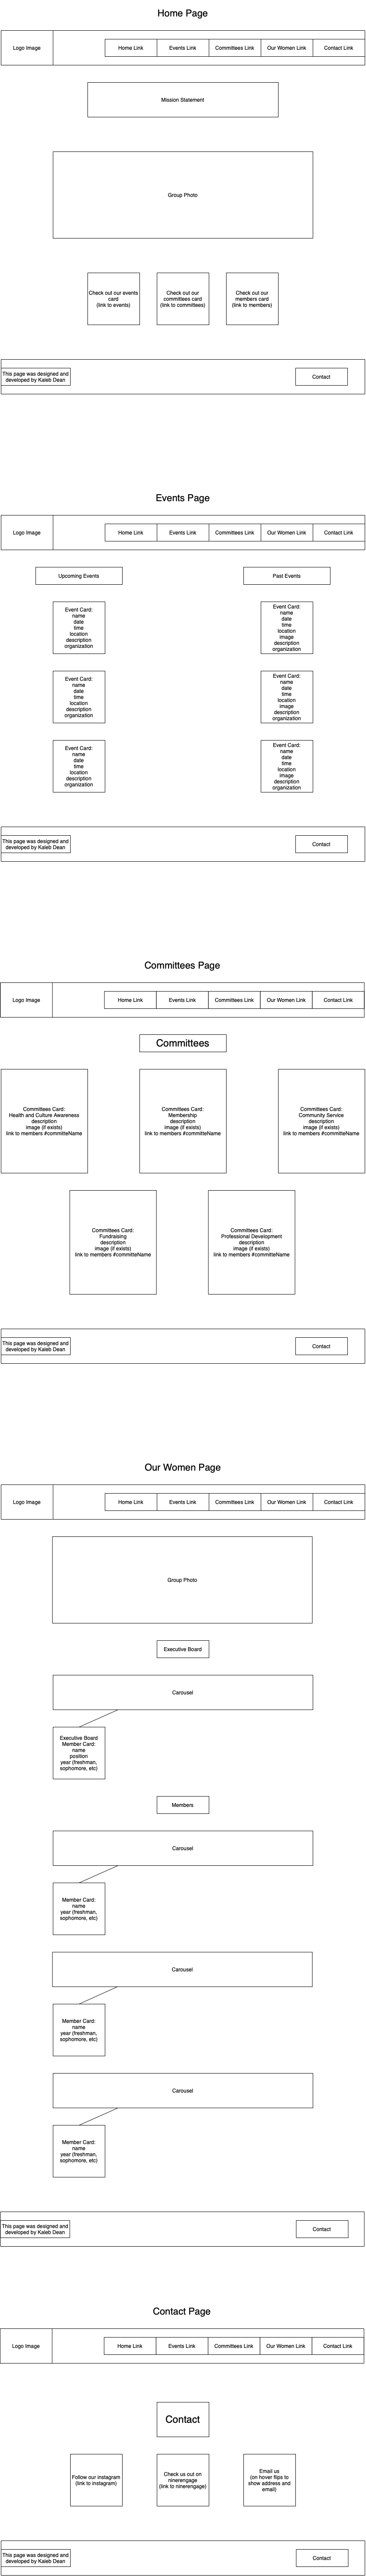 Home Page
Logo Image
Home Link
Events Link
Committees Link
Our Women Link
Contact Link
Mission Statement
Group Photo
Check out our events
card
(link to events)
Check out our
committees card
(link to committees)
Check out our
members card
(link to members)
This page was designed and
developed by Kaleb Dean
Contact
Events Page
Logo Image
Home Link
Events Link
Committees Link
Our Women Link
Contact Link
Upcoming Events
Past Events
Event Card:
name
date
time
location
description
organization
Event Card:
name
date
time
location
image
description
organization
Event Card:
name
date
time
location
description
organization
Event Card:
name
date
time
location
image
description
organization
Event Card:
name
date
time
location
description
organization
Event Card:
name
date
time
location
image
description
organization
This page was designed and
developed by Kaleb Dean
Contact
Committees Page
Logo Image
Home Link
Events Link
Committees Link
Our Women Link
Contact Link
Committees
Committees Card:
Health and Culture Awareness
description
image (if exists)
link to members #committeName
Committees Card:
Membership
description
image (if exists)
link to members #committeName
Committees Card:
Community Service
description
image (if exists)
link to members #committeName
Committees Card:
Fundraising
description
image (if exists)
link to members #committeName
Committees Card:
Professional Development
description
image (if exists)
link to members #committeName
This page was designed and
developed by Kaleb Dean
Contact
Our Women Page
Logo Image
Home Link
Events Link
Committees Link
Our Women Link
Contact Link
Group Photo
Executive Board
Carousel
Executive Board
Member Card:
name
position
year (freshman,
sophomore, etc)
Members
Carousel
Member Card:
name
year (freshman,
sophomore, etc)
Carousel
Member Card:
name
year (freshman,
sophomore, etc)
Carousel
Member Card:
name
year (freshman,
sophomore, etc)
This page was designed and
developed by Kaleb Dean
Contact
Contact Page
Logo Image
Home Link
Events Link
Committees Link
Our Women Link
Contact Link
Contact
Follow our instagram
(link to instagram)
Check us out on
ninerengage
(link to ninerengage)
Email us
(on hover flips to
show address and
email)
This page was designed and
developed by Kaleb Dean
Contact